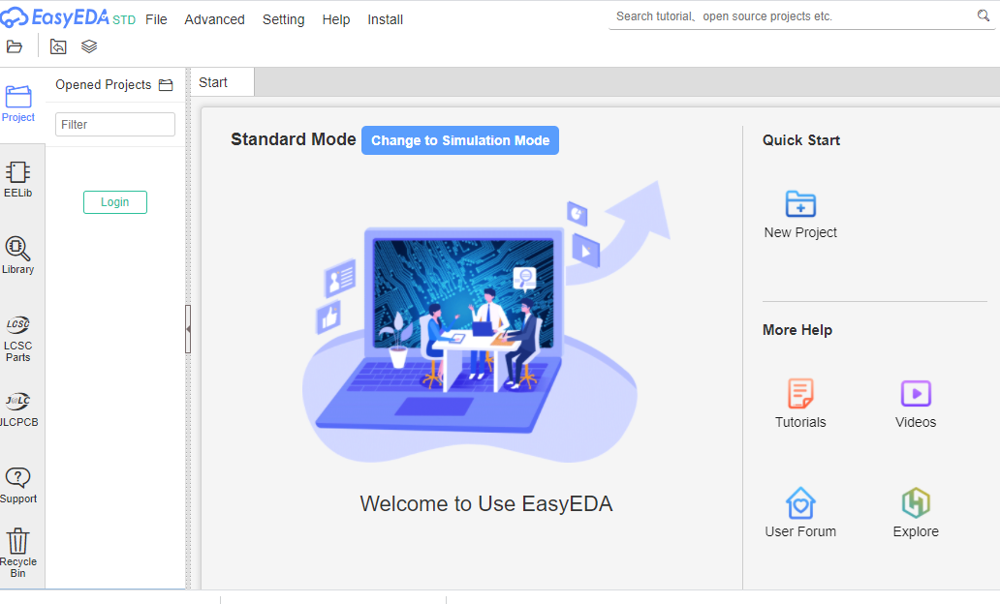 EasyEDA STD File Advanced Setting Help Install
Search tutorial、open source projects etc.
Opened Projects
Start
Project
Filter
Standard Mode Change to Simulation Mode
Quick Start
EELib
Login
New Project
Library
LCSC
LCSC
Parts
More Help
JLC
JLCPCB
Tutorials Videos
Support
Welcome to Use EasyEDA
User Forum Explore
Recycle
Bin